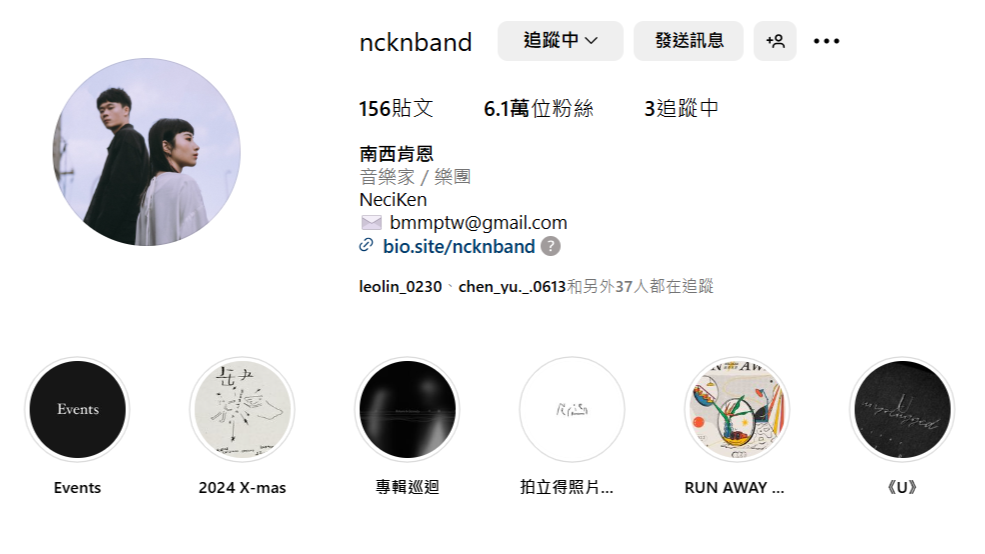 ncknband 追蹤中 發送訊息
156貼文 6.1萬位粉絲 3追蹤中
南西肯恩
音樂家 / 樂團
NeciKen
bmmptw@gmail.com
bio.site/ncknband ?
leolin_0230、chen_yu._.0613和另外37人都在追蹤
Events
unplugged
Events 2024 X-mas 專輯巡迴 拍立得照片... RUN AWAY ... 《U》